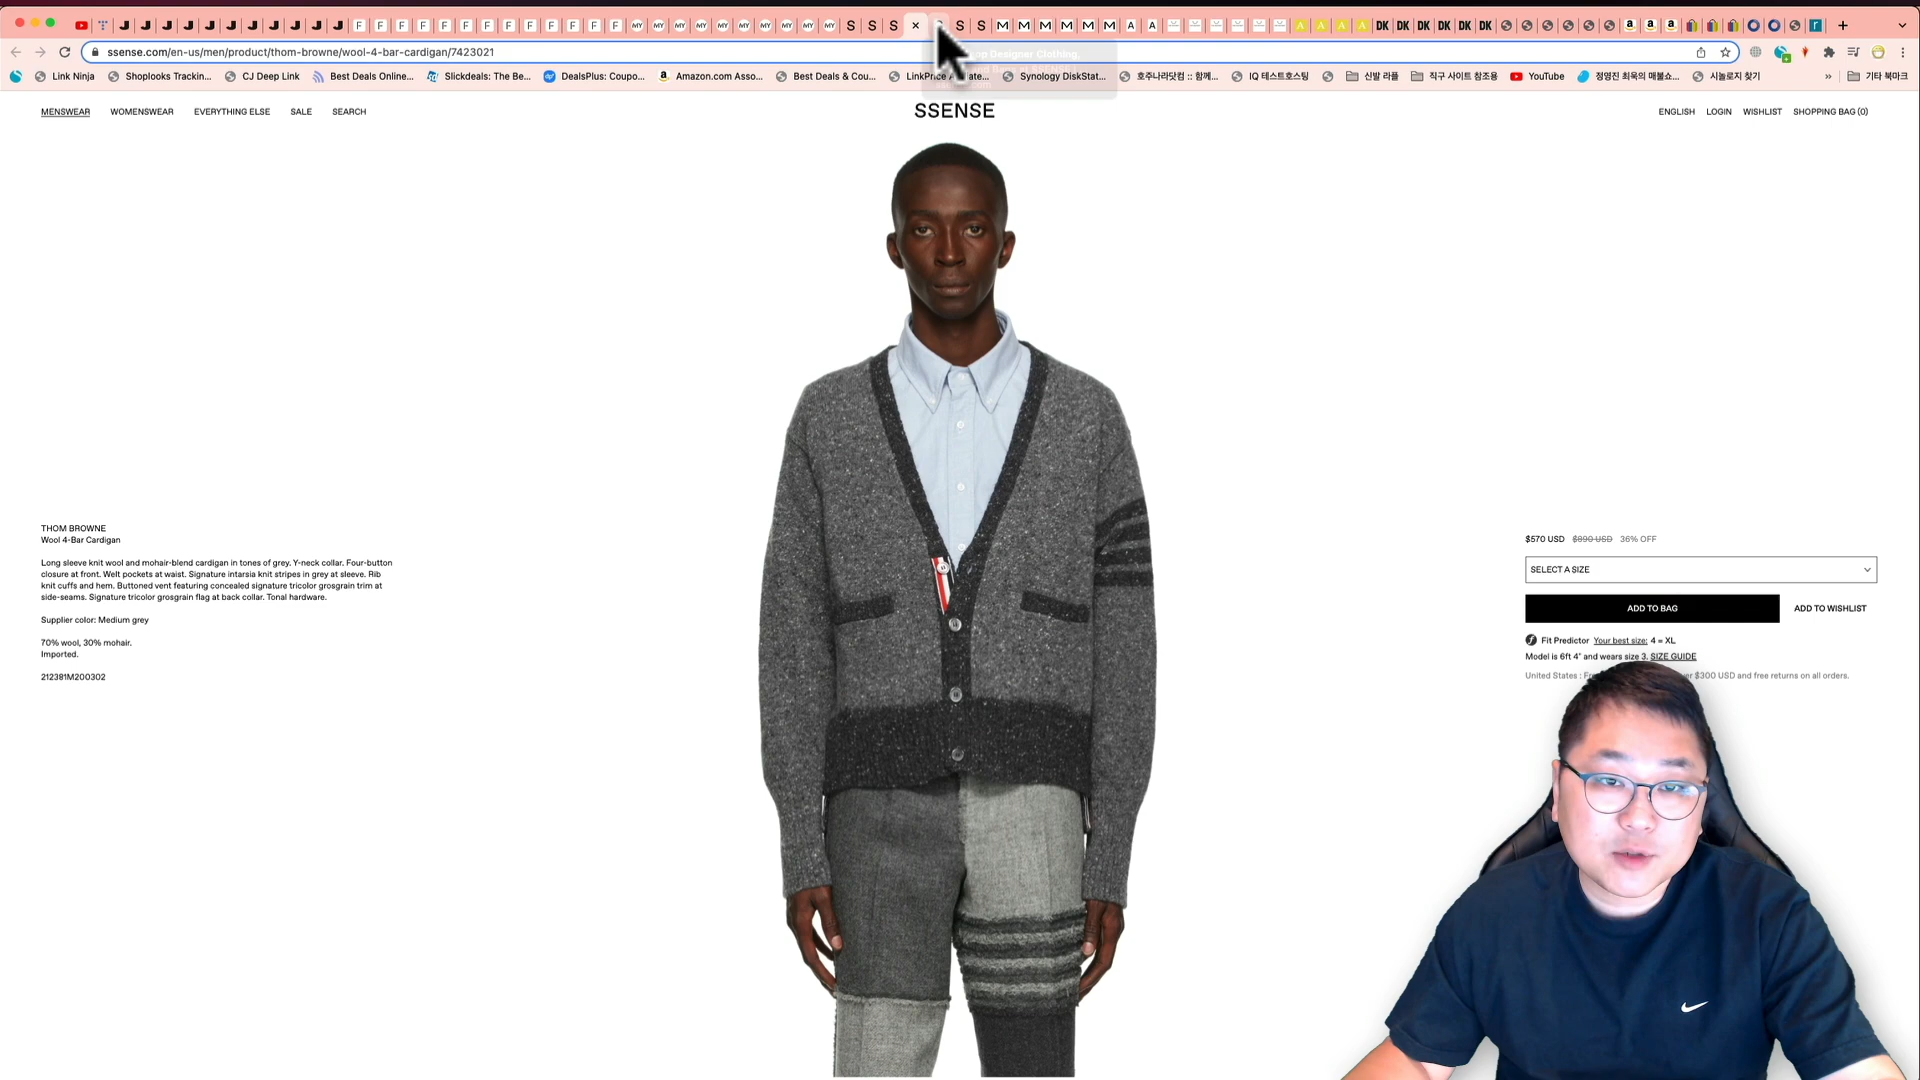 ssense.com/en-us/men/product/thom-browne/wool-4-bar-cardigan/7423021
Link Ninja
Shoplooks Trackin...
CJ Deep Link
Best Deals Online...
Slickdeals: The Be...
DealsPlus: Coupo...
Amazon.com Asso...
Best Deals & Cou...
Synology DiskStat...
호주나라닷컴 :: 함께...
IQ 테스트호스팅
신발 라플
직구 사이트 참조용
YouTube
정영진 최욱의 매불쇼...
시놀로지 찾기
»
기타 북마크
MENSWEAR
WOMENSWEAR
EVERYTHING ELSE
SALE
SEARCH
SSENSE
ENGLISH
LOGIN
WISHLIST
SHOPPING BAG (0)
THOM BROWNE
Wool 4-Bar Cardigan
Long sleeve knit wool and mohair-blend cardigan in tones of grey. Y-neck collar. Four-button
closure at front. Welt pockets at waist. Signature intarsia knit stripes in grey at sleeve. Rib
knit cuffs and hem. Buttoned vent featuring concealed signature tricolor grosgrain trim at
side-seams. Signature tricolor grosgrain flag at back collar. Tonal hardware.
Supplier color: Medium grey
70% wool, 30% mohair.
Imported.
212381M200302
$570 USD $890 USD 36% OFF
SELECT A SIZE
ADD TO BAG
ADD TO WISHLIST
Fit Predictor Your best size: 4 = XL
Model is 6ft 4" and wears size 3. SIZE GUIDE
United States : $300 USD and free returns on all orders.